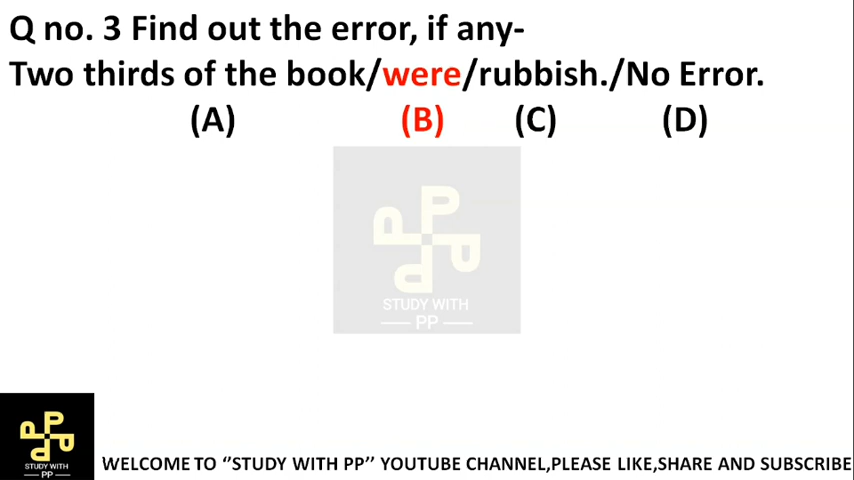 Q no. 3 Find out the error, if any-
Two thirds of the book/were/rubbish./No Error.
(A) (B) (C) (D)
STUDY WITH
PP
STUDY WITH
PP
WELCOME TO ‘’STUDY WITH PP’’ YOUTUBE CHANNEL,PLEASE LIKE,SHARE AND SUBSCRIBE